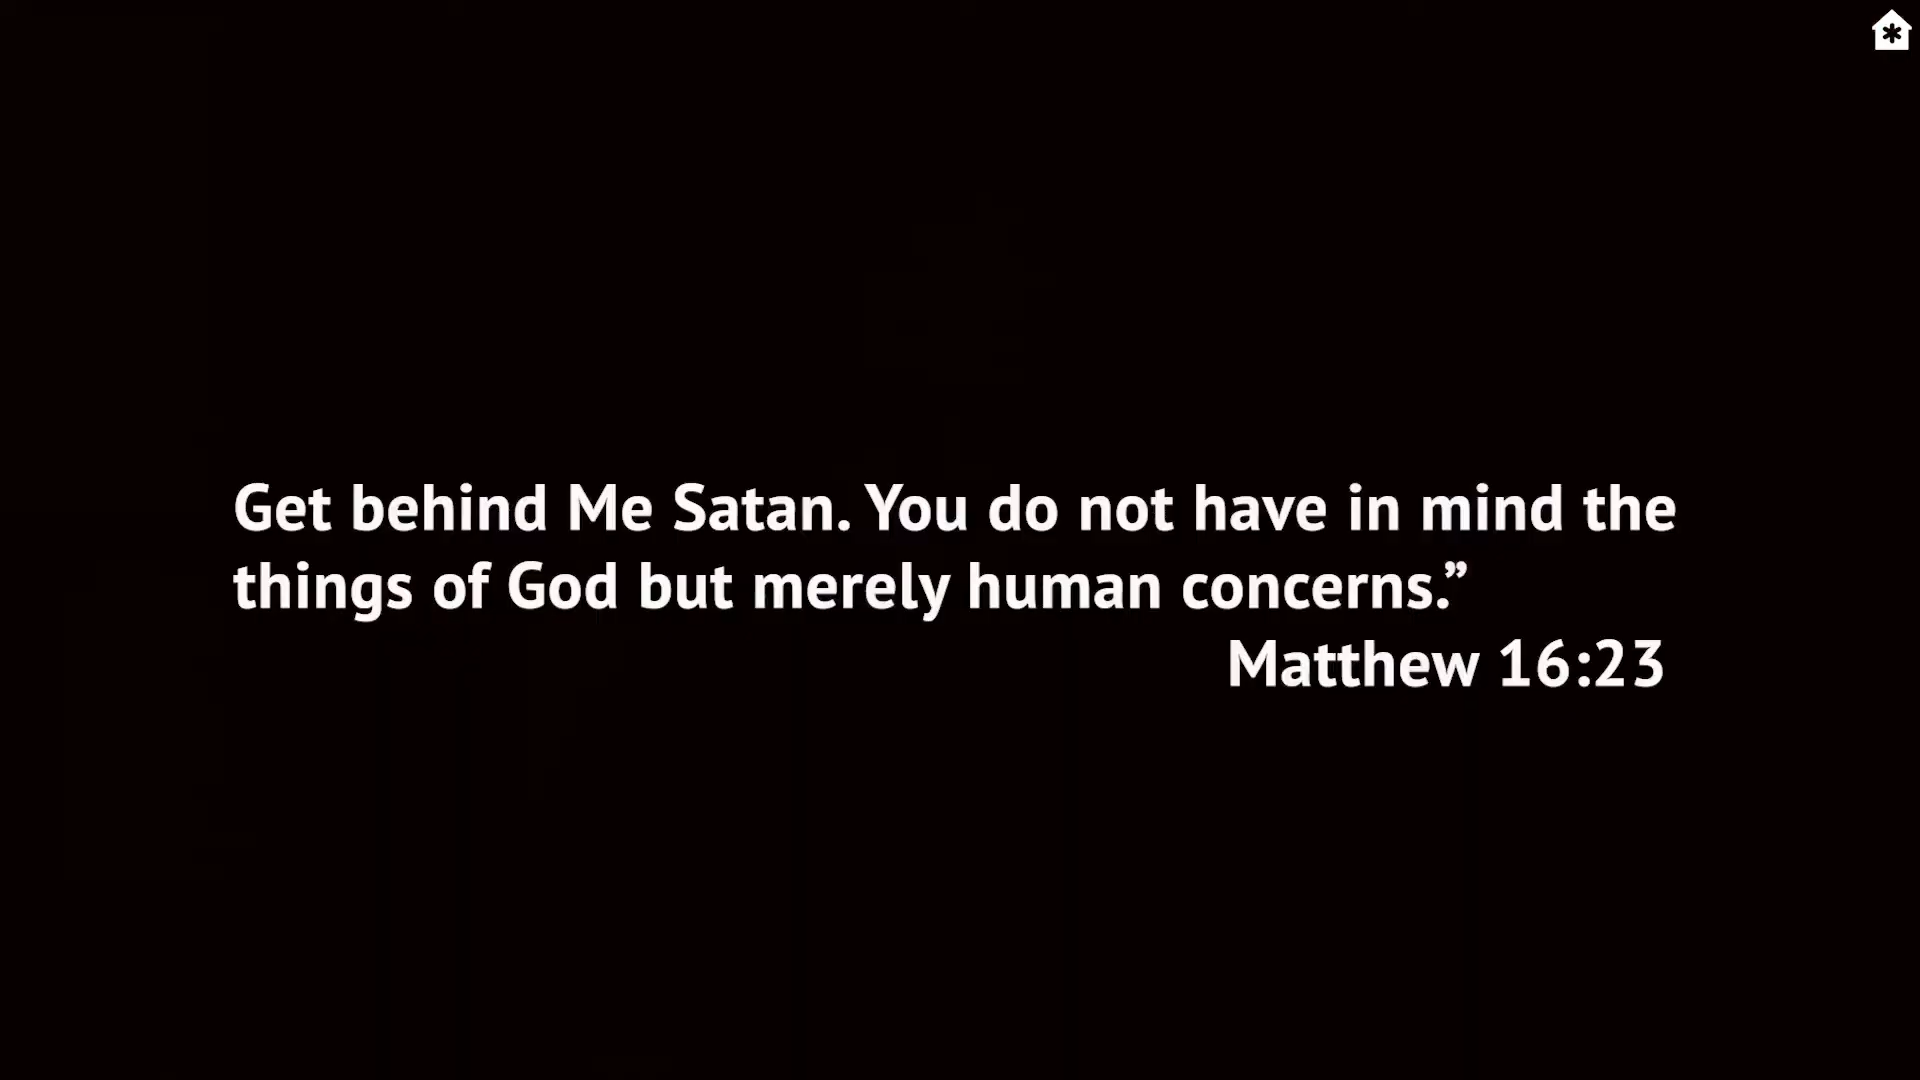 Get behind Me Satan. You do not have in mind the
things of God but merely human concerns.”
Matthew 16:23